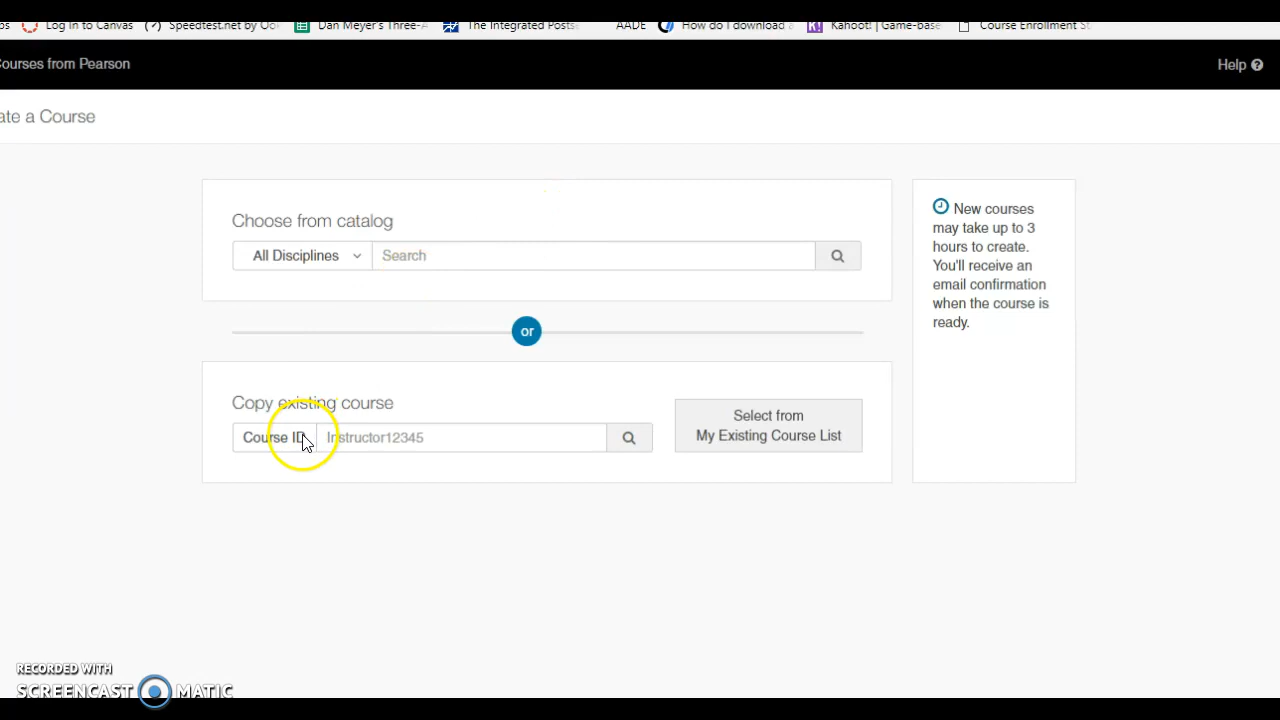 Log In to Canvas Speedtest.net by Oo Dan Meyer's Three-A The Integrated Posts AADE How do I download a Kahoot! | Game-base Course Enrollment St
Courses from Pearson
Help
ate a Course
Choose from catalog
All Disciplines Search
or
Copy existing course
Course ID Instructor12345
Select from
My Existing Course List
New courses
may take up to 3
hours to create.
You'll receive an
email confirmation
when the course is
ready.
RECORDED WITH
SCREENCAST MATIC